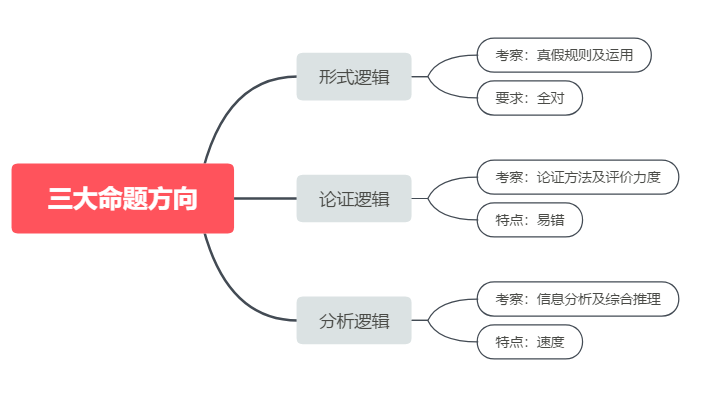 三大命题方向
形式逻辑
考察：真假规则及运用
要求：全对
论证逻辑
考察：论证方法及评价力度
特点：易错
分析逻辑
考察：信息分析及综合推理
特点：速度